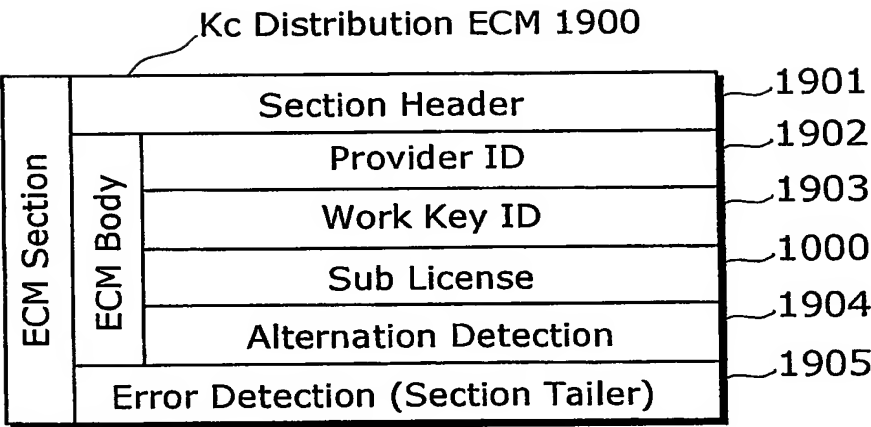 Kc Distribution ECM 1900
ECM Section
Section Header
1901
ECM Body
Provider ID
1902
Work Key ID
1903
Sub License
1000
Alternation Detection
1904
Error Detection (Section Tailer)
1905